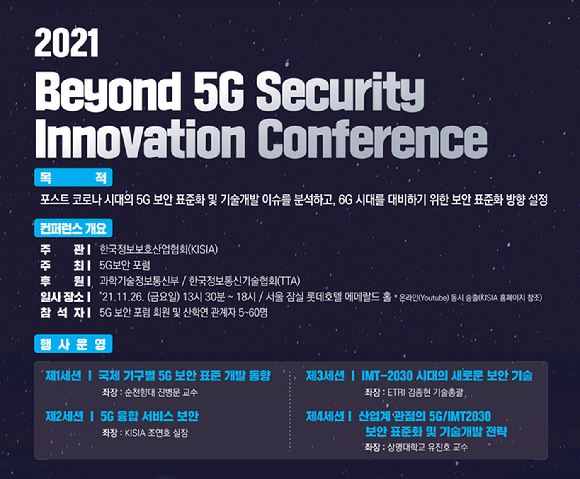 2021
Beyond 5G Security
Innovation Conference
목 적
포스트 코로나 시대의 5G 보안 표준화 및 기술개발 이슈를 분석하고, 6G 시대를 대비하기 위한 보안 표준화 방향 설정
컨퍼런스 개요
주 관 | 한국정보보호산업협회(KISIA)
주 최 | 5G보안 포럼
후 원 | 과학기술정보통신부 / 한국정보통신기술협회(TTA)
일시 장소 | '21.11.26. (금요일) 13시 30분 ~ 18시 / 서울 잠실 롯데호텔 에메랄드 홀 * 온라인(Youtube) 동시 송출(KISIA 홈페이지 참조)
참 석 자 | 5G 보안 포럼 회원 및 산학연 관계자 5~60명
행 사 운 영
제1세션 | 국제 기구별 5G 보안 표준 개발 동향
좌장 : 순천향대 진병문 교수
제2세션 | 5G 융합 서비스 보안
좌장 : KISIA 조연호 실장
제3세션 | IMT-2030 시대의 새로운 보안 기술
좌장 : ETRI 김종현 기술총괄
제4세션 | 산업계 관점의 5G/IMT2030
보안 표준화 및 기술개발 전략
좌장 : 상명대학교 유진호 교수